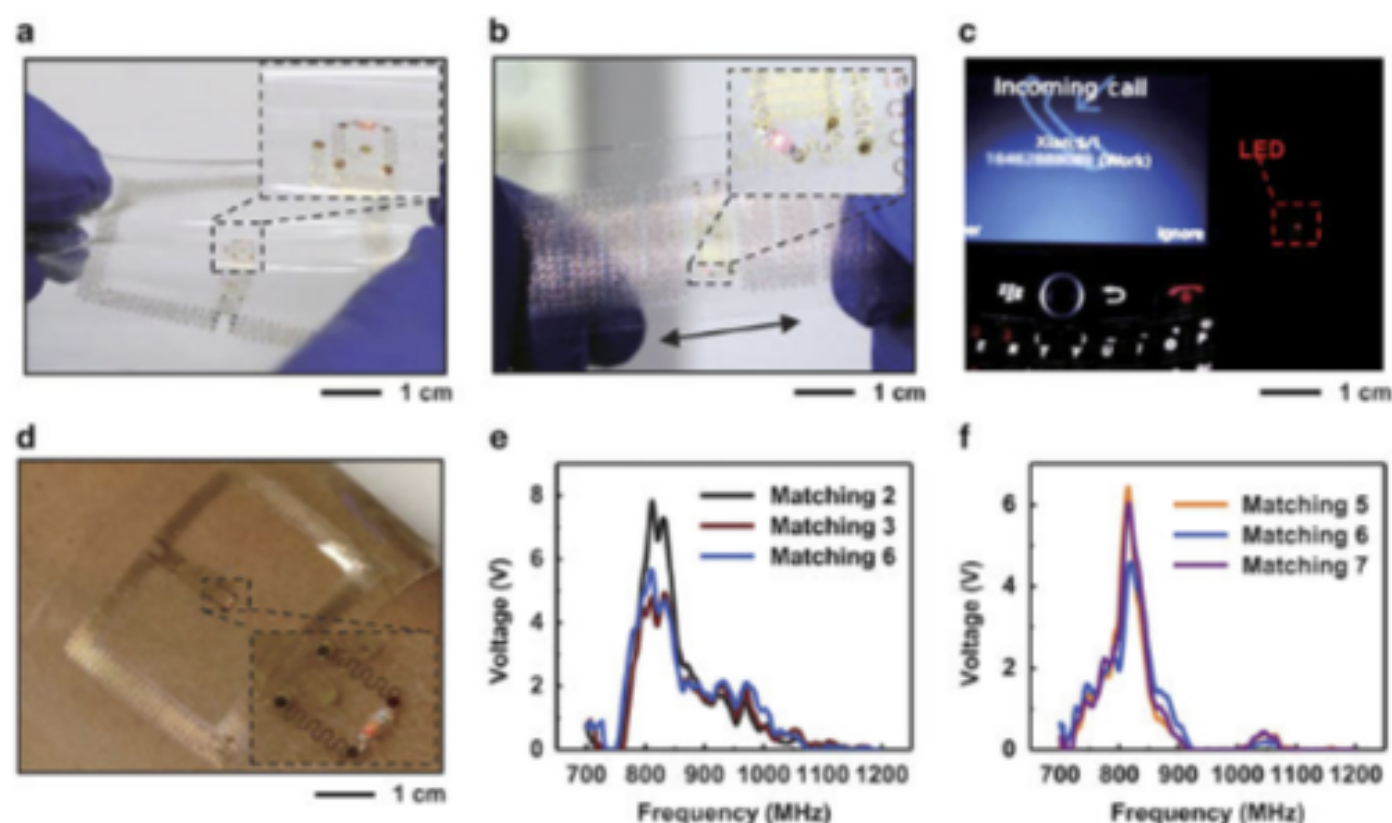 a
b
c
Incoming call
(Work)
Ignore
LED
1 cm
1 cm
1 cm
d
1 cm
e
Voltage (V)
8
6
4
2
0
Matching 2
Matching 3
Matching 6
700 800 900 1000 1100 1200
Frequency (MHz)
f
Voltage (V)
6
4
2
0
Matching 5
Matching 6
Matching 7
700 800 900 1000 1100 1200
Frequency (MHz)